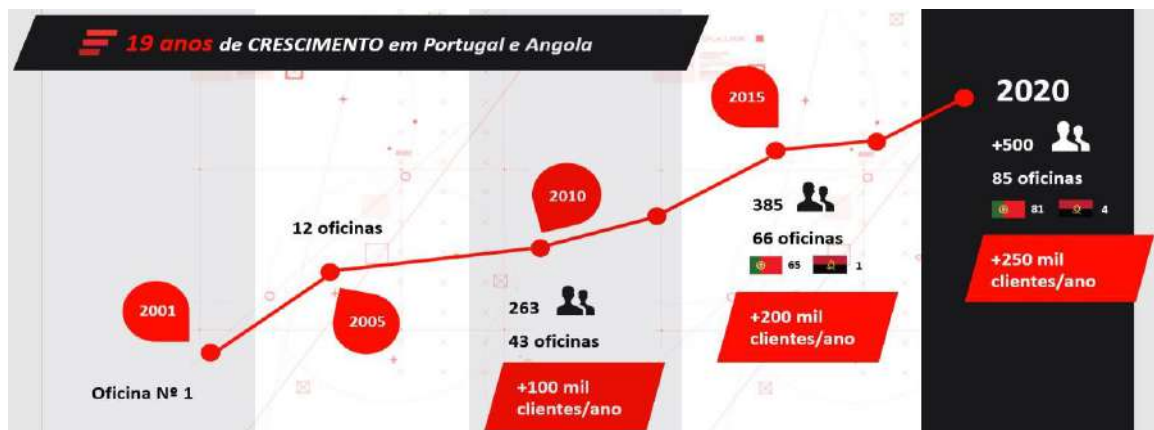 19 anos de CRESCIMENTO em Portugal e Angola
2001
Oficina Nº 1
12 oficinas
2005
2010
263
43 oficinas
+100 mil
clientes/ano
2015
385
66 oficinas
65 1
+200 mil
clientes/ano
2020
+500
85 oficinas
81 4
+250 mil
clientes/ano